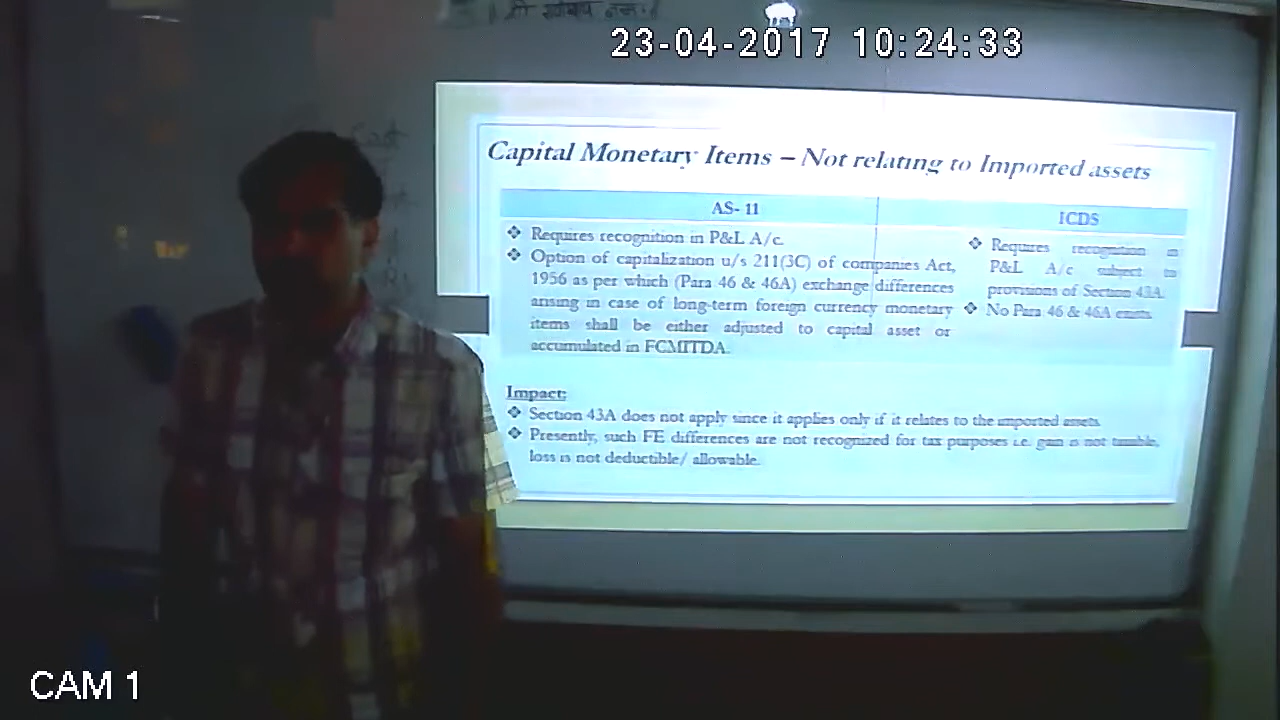 23-04-2017 10:24:33
Capital Monetary Items – Not relating to Imported assets
AS- 11
❖ Requires recognition in P&L A/c.
❖ Option of capitalization u/s 211(3C) of companies Act,
1956 as per which (Para 46 & 46A) exchange differences
arising in case of long-term foreign currency monetary
items shall be either adjusted to capital asset or
accumulated in FCMITDA.
ICDS
❖ Requires recognition in
P&L A/c subject to
provisions of Section 43A.
❖ No Para 46 & 46A exists.
Impact:
❖ Section 43A does not apply since it applies only if it relates to the imported assets.
❖ Presently, such FE differences are not recognized for tax purposes i.e. gain is not taxable,
loss is not deductible/ allowable.
CAM 1